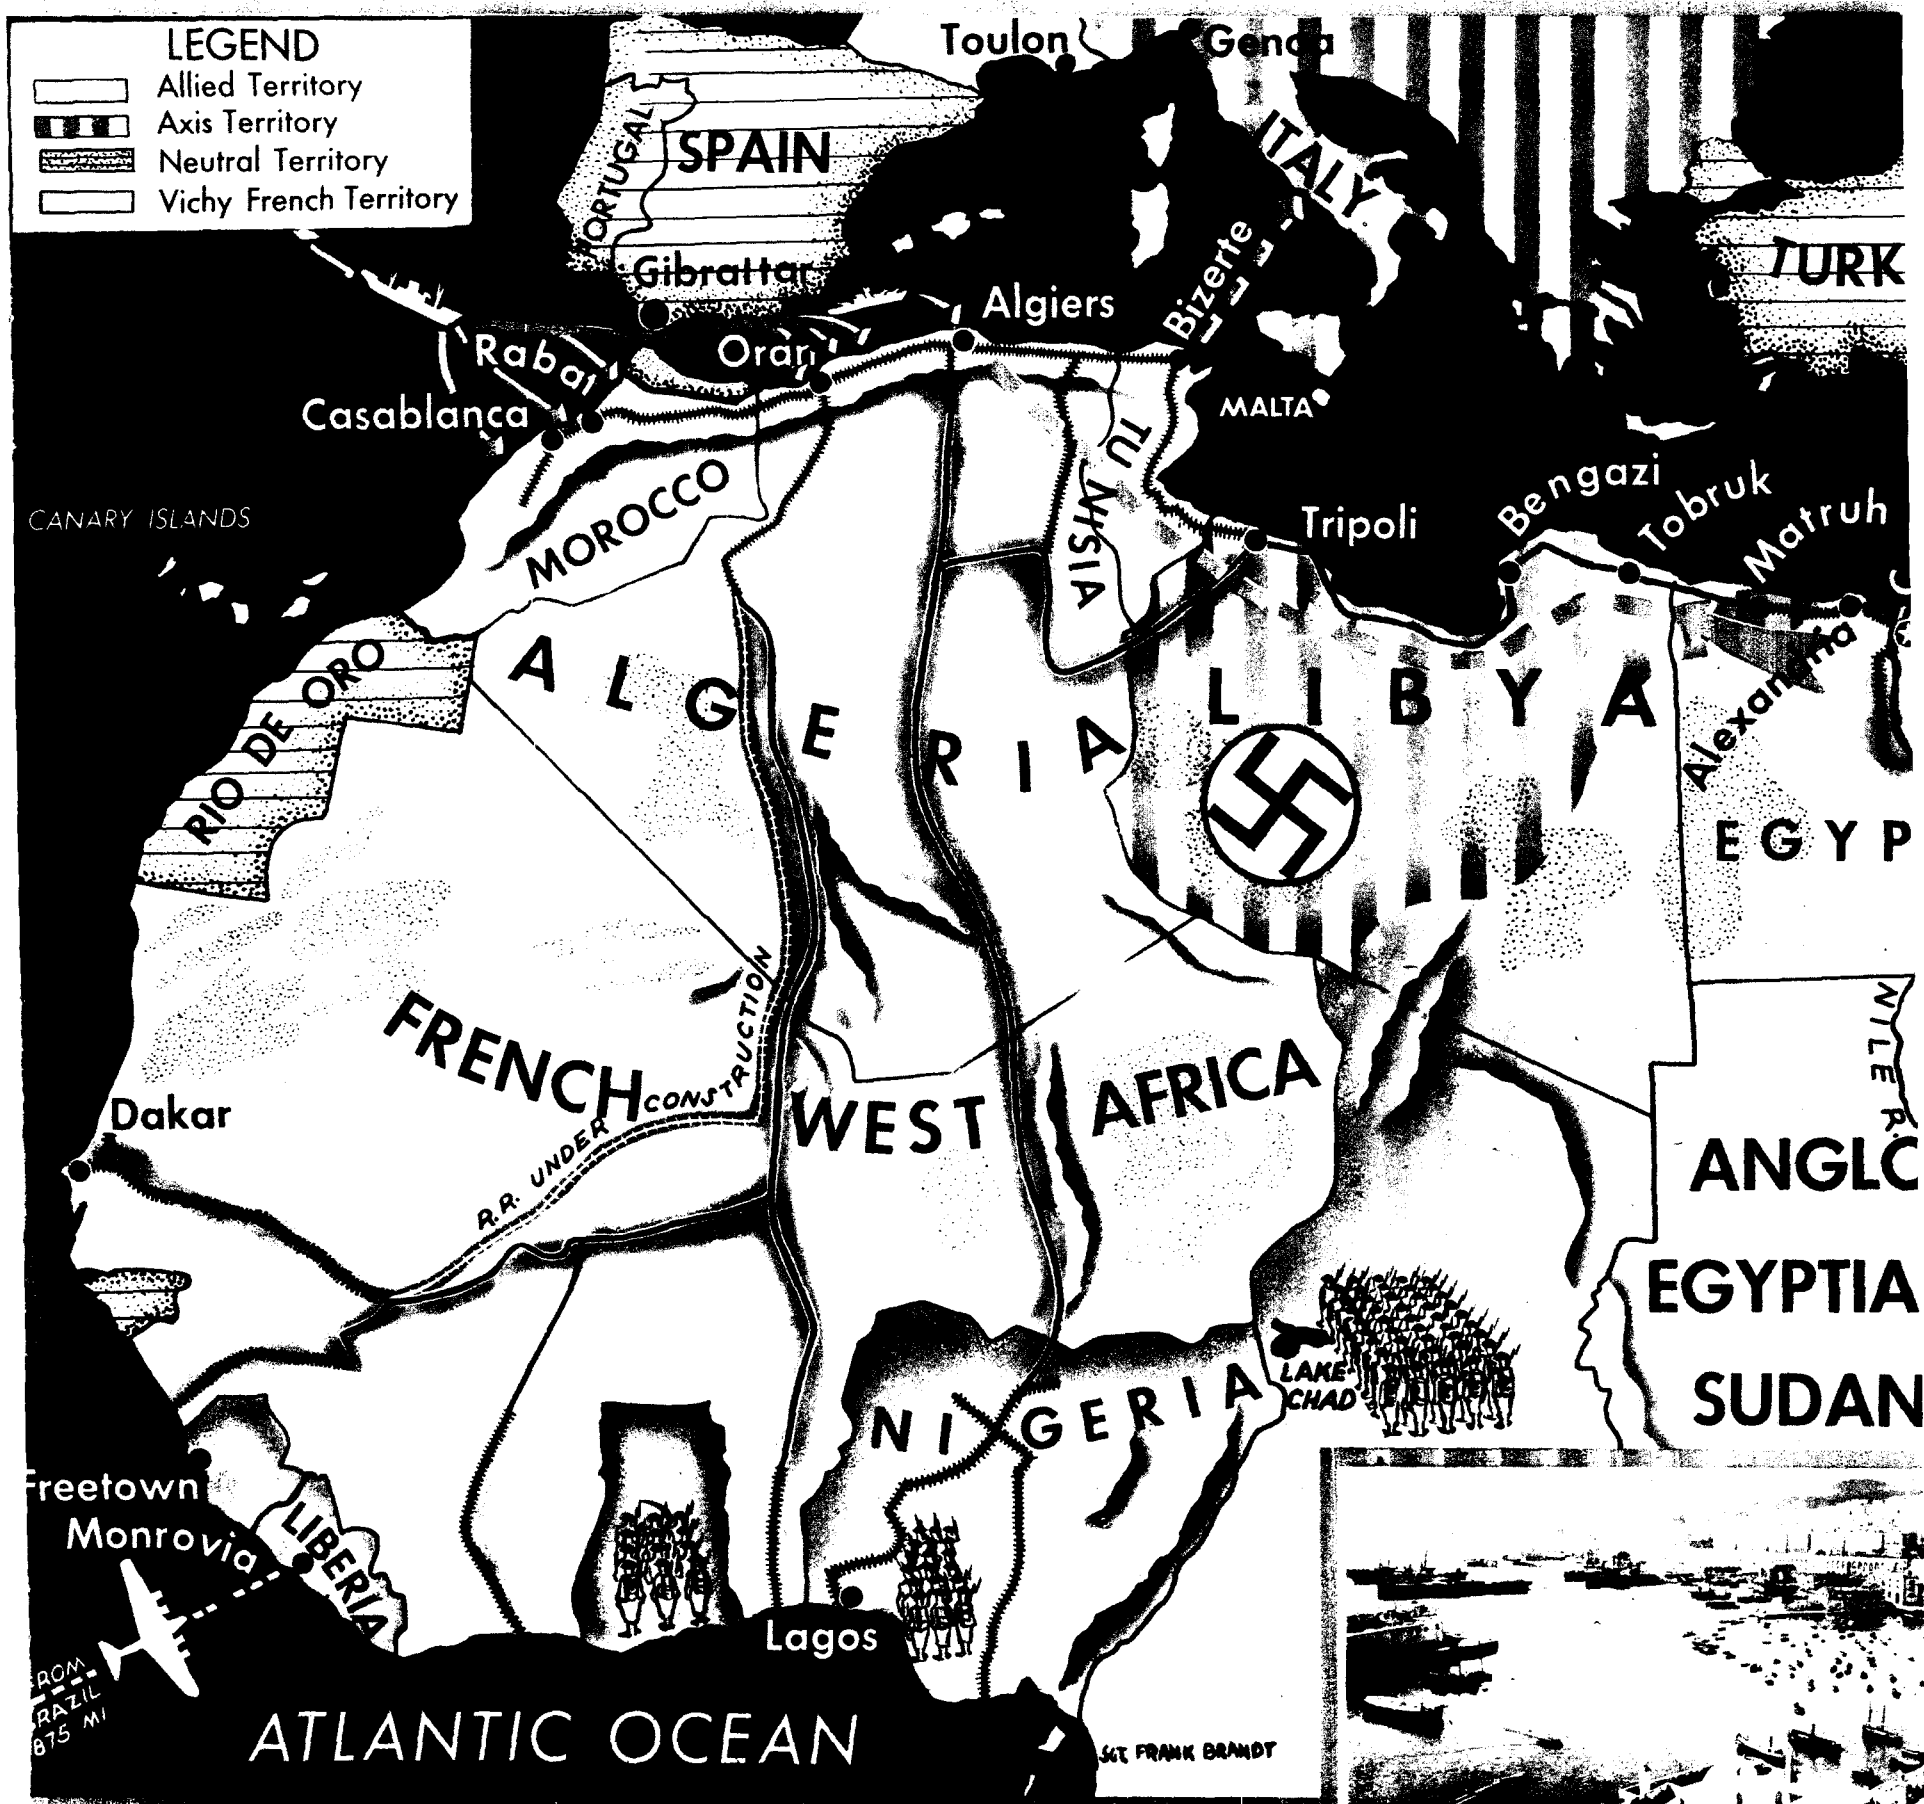 LEGEND
Allied Territory
Axis Territory
Neutral Territory
Vichy French Territory
Toulon
Genoa
PORTUGAL
SPAIN
ITALY
TURK
Gibraltar
Algiers
Bizerte
Oran
Rabat
Casablanca
MALTA
CANARY ISLANDS
MOROCCO
TUNISIA
Tripoli
Bengazi
Tobruk
Matruh
Alexandria
RIO DE ORO
ALGERIA
LIBYA
EGYP
NILE R.
FRENCH WEST AFRICA
R.R. UNDER CONSTRUCTION
Dakar
ANGLO
EGYPTIA
SUDAN
LAKE
CHAD
NIGERIA
Freetown
Monrovia
LIBERIA
Lagos
ROM
RAZIL
875 MI
ATLANTIC OCEAN
SGT. FRANK BRANDT